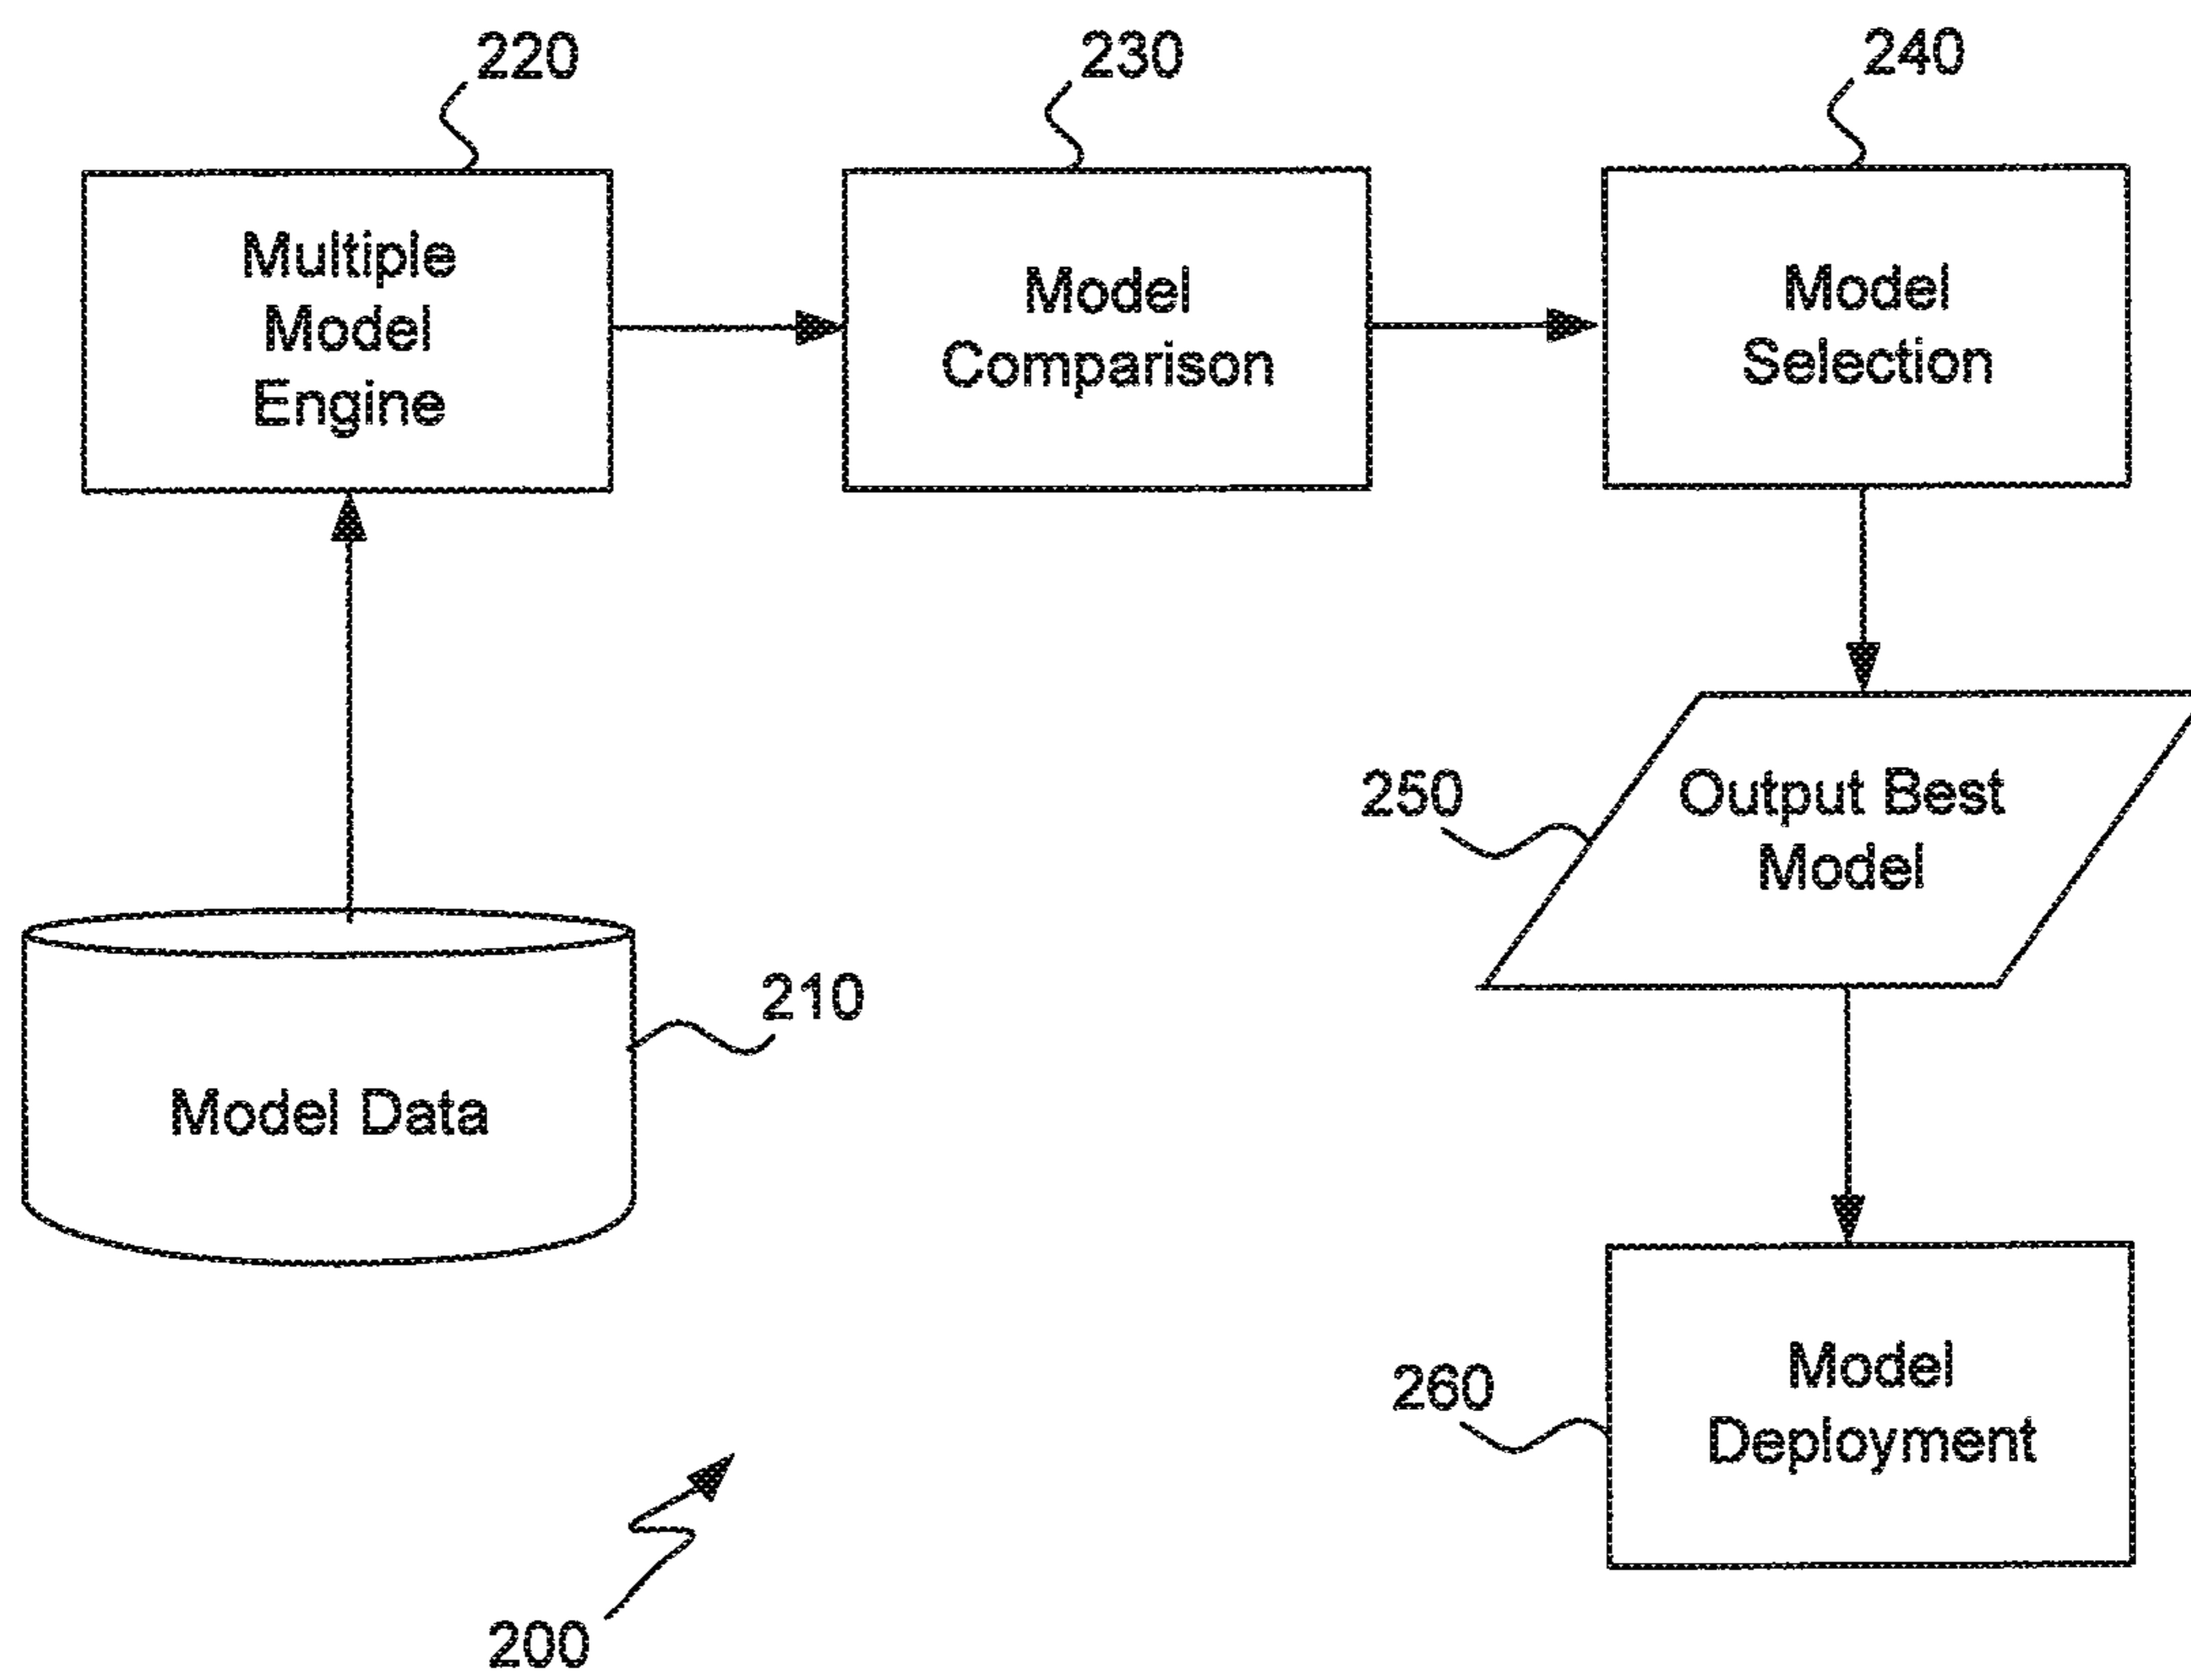 220
230
240
Multiple
Model
Engine
Model
Comparison
Model
Selection
250
Output Best
Model
210
Model Data
260
Model
Deployment
200